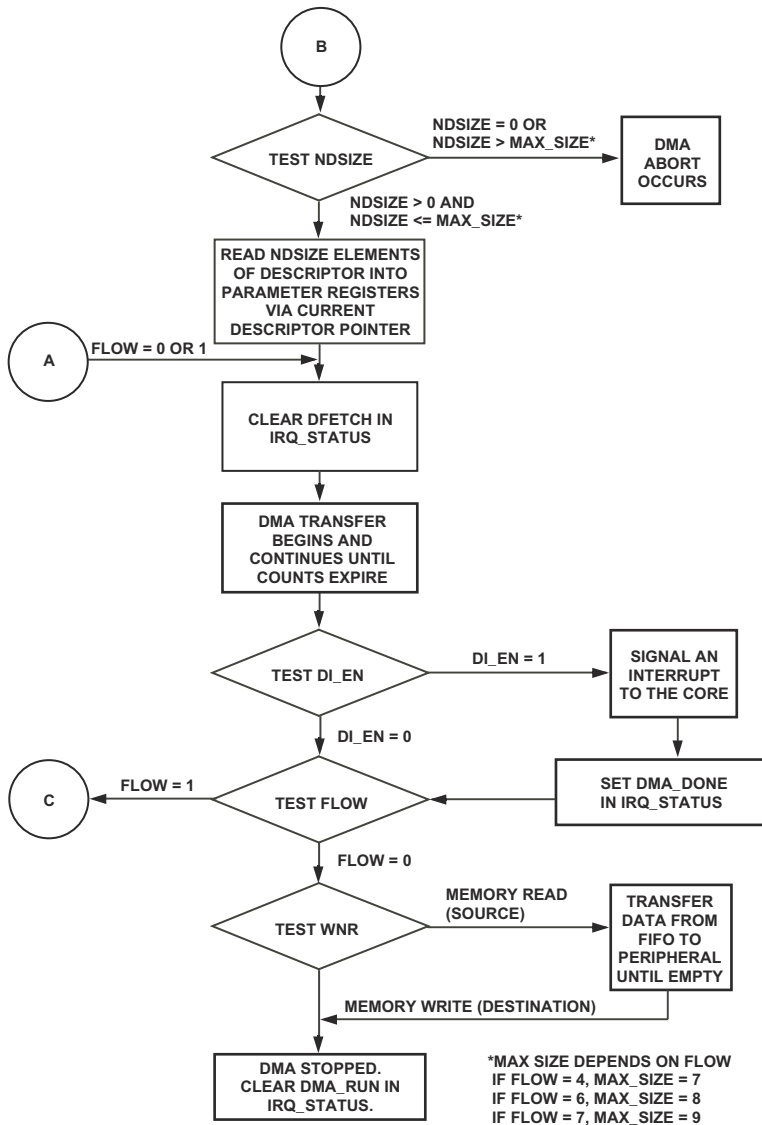 B
TEST NDSIZE
NDSIZE = 0 OR
NDSIZE > MAX_SIZE*
DMA
ABORT
OCCURS
NDSIZE > 0 AND
NDSIZE <= MAX_SIZE*
READ NDSIZE ELEMENTS
OF DESCRIPTOR INTO
PARAMETER REGISTERS
VIA CURRENT
DESCRIPTOR POINTER
A
FLOW = 0 OR 1
CLEAR DFETCH IN
IRQ_STATUS
DMA TRANSFER
BEGINS AND
CONTINUES UNTIL
COUNTS EXPIRE
TEST DI_EN
DI_EN = 1
SIGNAL AN
INTERRUPT
TO THE CORE
DI_EN = 0
SET DMA_DONE
IN IRQ_STATUS
C
FLOW = 1
TEST FLOW
FLOW = 0
TEST WNR
MEMORY READ
(SOURCE)
TRANSFER
DATA FROM
FIFO TO
PERIPHERAL
UNTIL EMPTY
MEMORY WRITE (DESTINATION)
DMA STOPPED.
CLEAR DMA_RUN IN
IRQ_STATUS.
*MAX SIZE DEPENDS ON FLOW
IF FLOW = 4, MAX_SIZE = 7
IF FLOW = 6, MAX_SIZE = 8
IF FLOW = 7, MAX_SIZE = 9